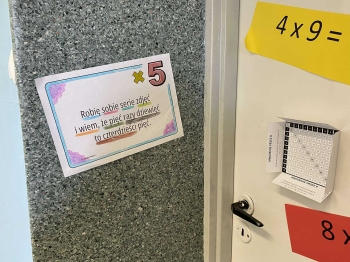 × 5
Robię sobie serię zdjęć
i wiem, że pięć razy dziewięć
to czterdzieści pięć.
4 x 9 =
8 x